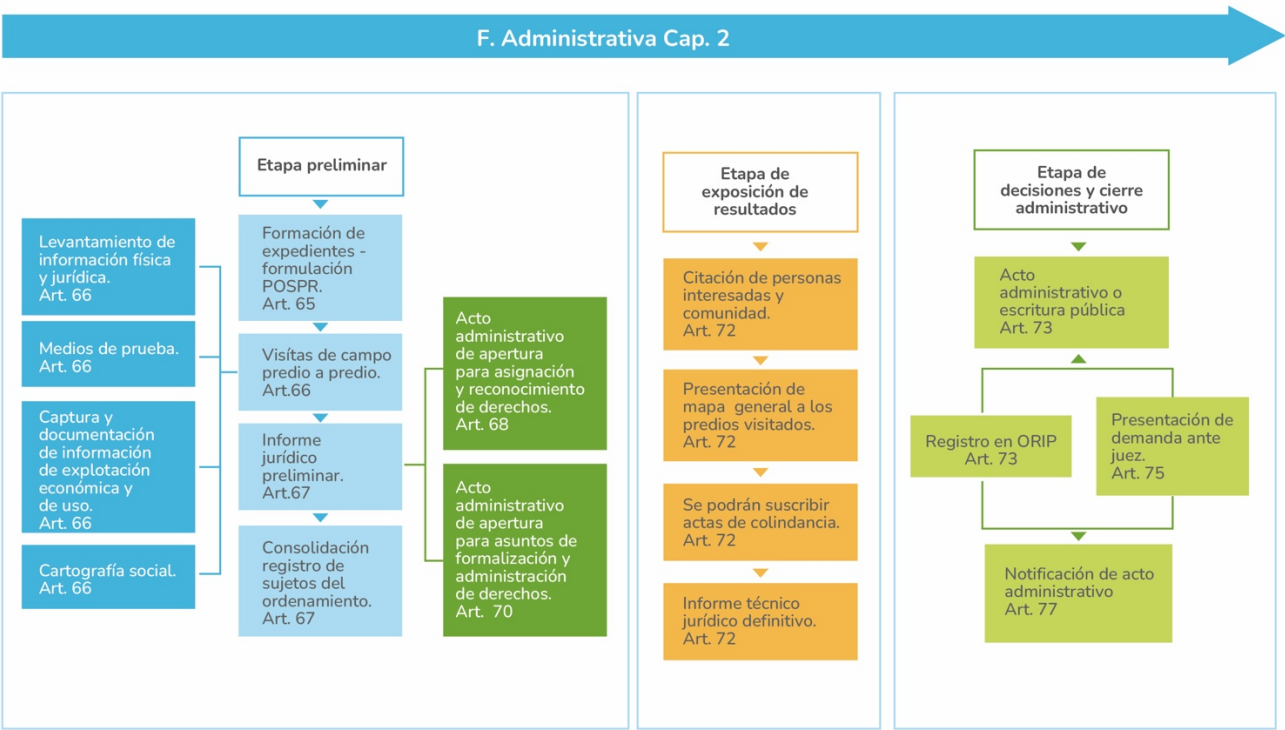 F. Administrativa Cap. 2
Etapa preliminar
Levantamiento de
información física
y jurídica.
Art. 66
Medios de prueba.
Art. 66
Captura y
documentación
de información
de explotación
económica y
de uso.
Art. 66
Cartografía social.
Art. 66
Formación de
expedientes -
formulación
POSPR.
Art. 65
Visítas de campo
predio a predio.
Art.66
Informe
jurídico
preliminar.
Art.67
Consolidación
registro de
sujetos del
ordenamiento.
Art. 67
Acto
administrativo
de apertura
para asignación
y reconocimiento
de derechos.
Art. 68
Acto
administrativo
de apertura
para asuntos de
formalización y
administración
de derechos.
Art. 70
Etapa de
exposición de
resultados
Citación de personas
interesadas y
comunidad.
Art. 72
Presentación de
mapa general a los
predios visitados.
Art. 72
Se podrán suscribir
actas de colindancia.
Art. 72
Informe técnico
jurídico definitivo.
Art. 72
Etapa de
decisiones y cierre
administrativo
Acto
administrativo o
escritura pública
Art. 73
Registro en ORIP
Art. 73
Presentación de
demanda ante
juez.
Art. 75
Notificación de acto
administrativo
Art. 77